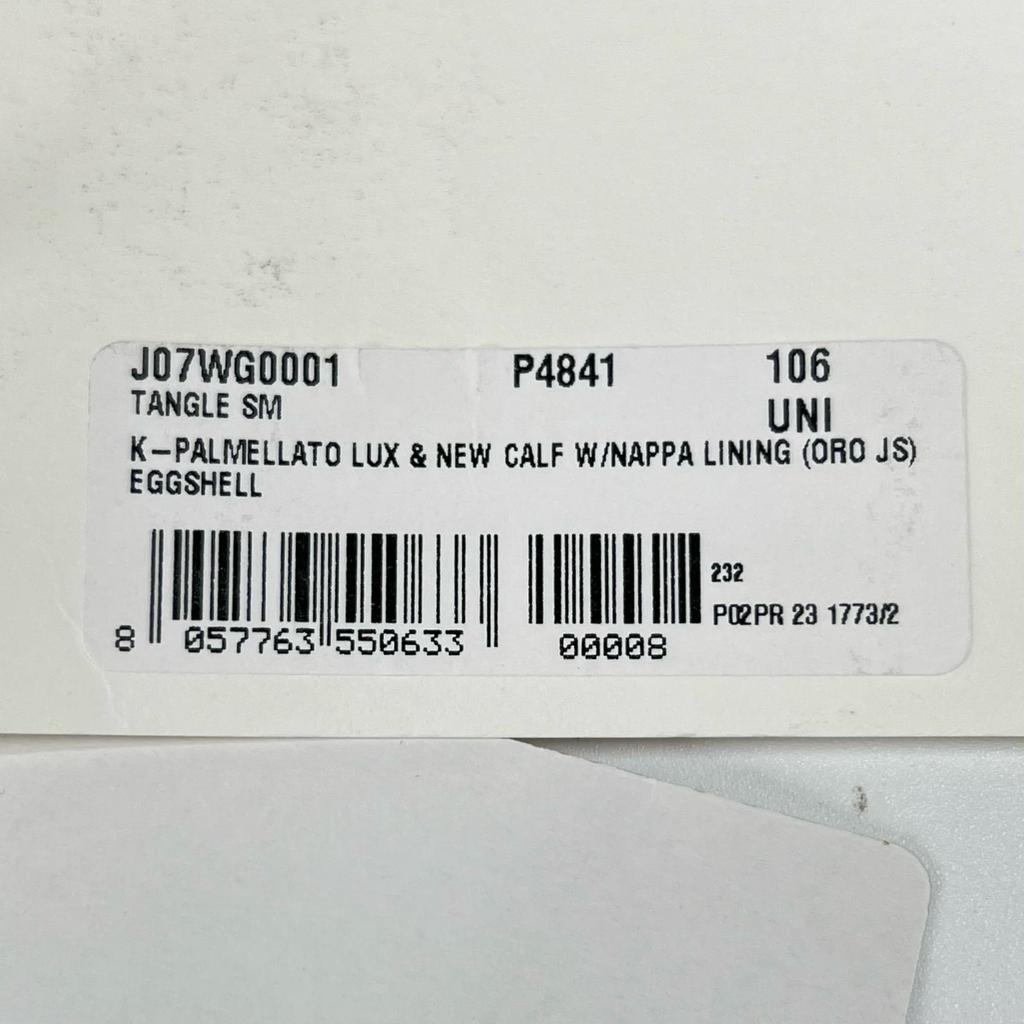 J07WG0001 P4841 106
TANGLE SM UNI
K-PALMELLATO LUX & NEW CALF W/NAPPA LINING (ORO JS)
EGGSHELL
232
P02PR 23 1773/2
8 057763 550633 00008